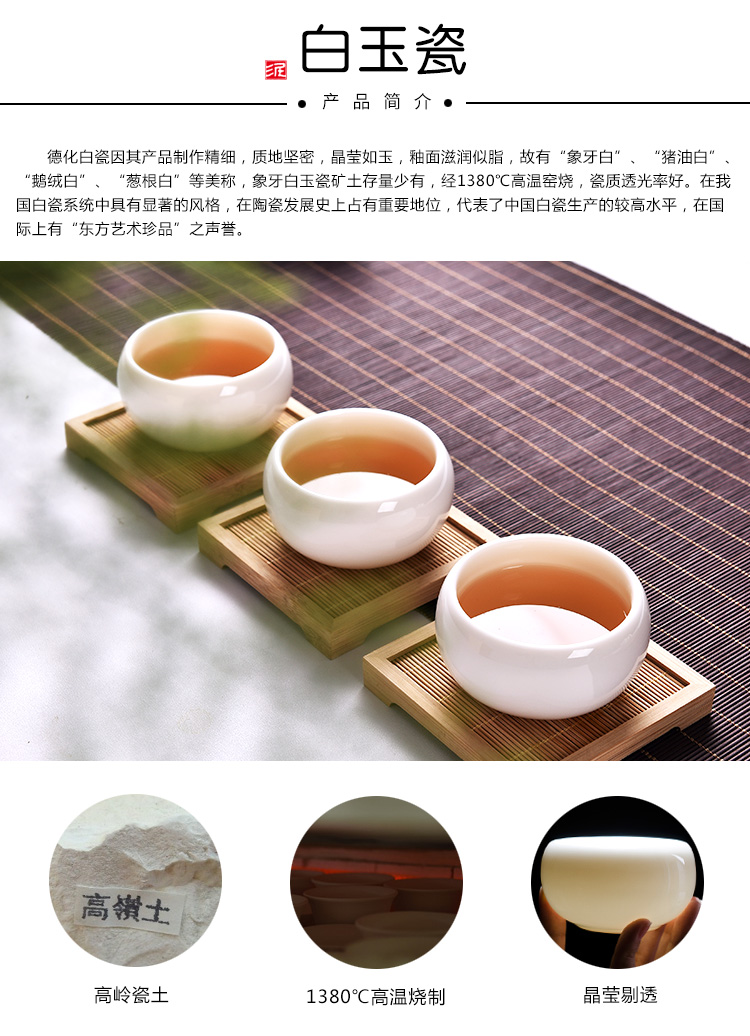 白玉瓷
产品简介
德化白瓷因其产品制作精细，质地坚密，晶莹如玉，釉面滋润似脂，故有“象牙白”、“猪油白”、
“鹅绒白”、“葱根白”等美称，象牙白玉瓷矿土存量少有，经1380℃高温窑烧，瓷质透光率好。在我
国白瓷系统中具有显著的风格，在陶瓷发展史上占有重要地位，代表了中国白瓷生产的较高水平，在国
际上有“东方艺术珍品”之声誉。
高嶺土
高岭瓷土
1380℃高温烧制
晶莹剔透